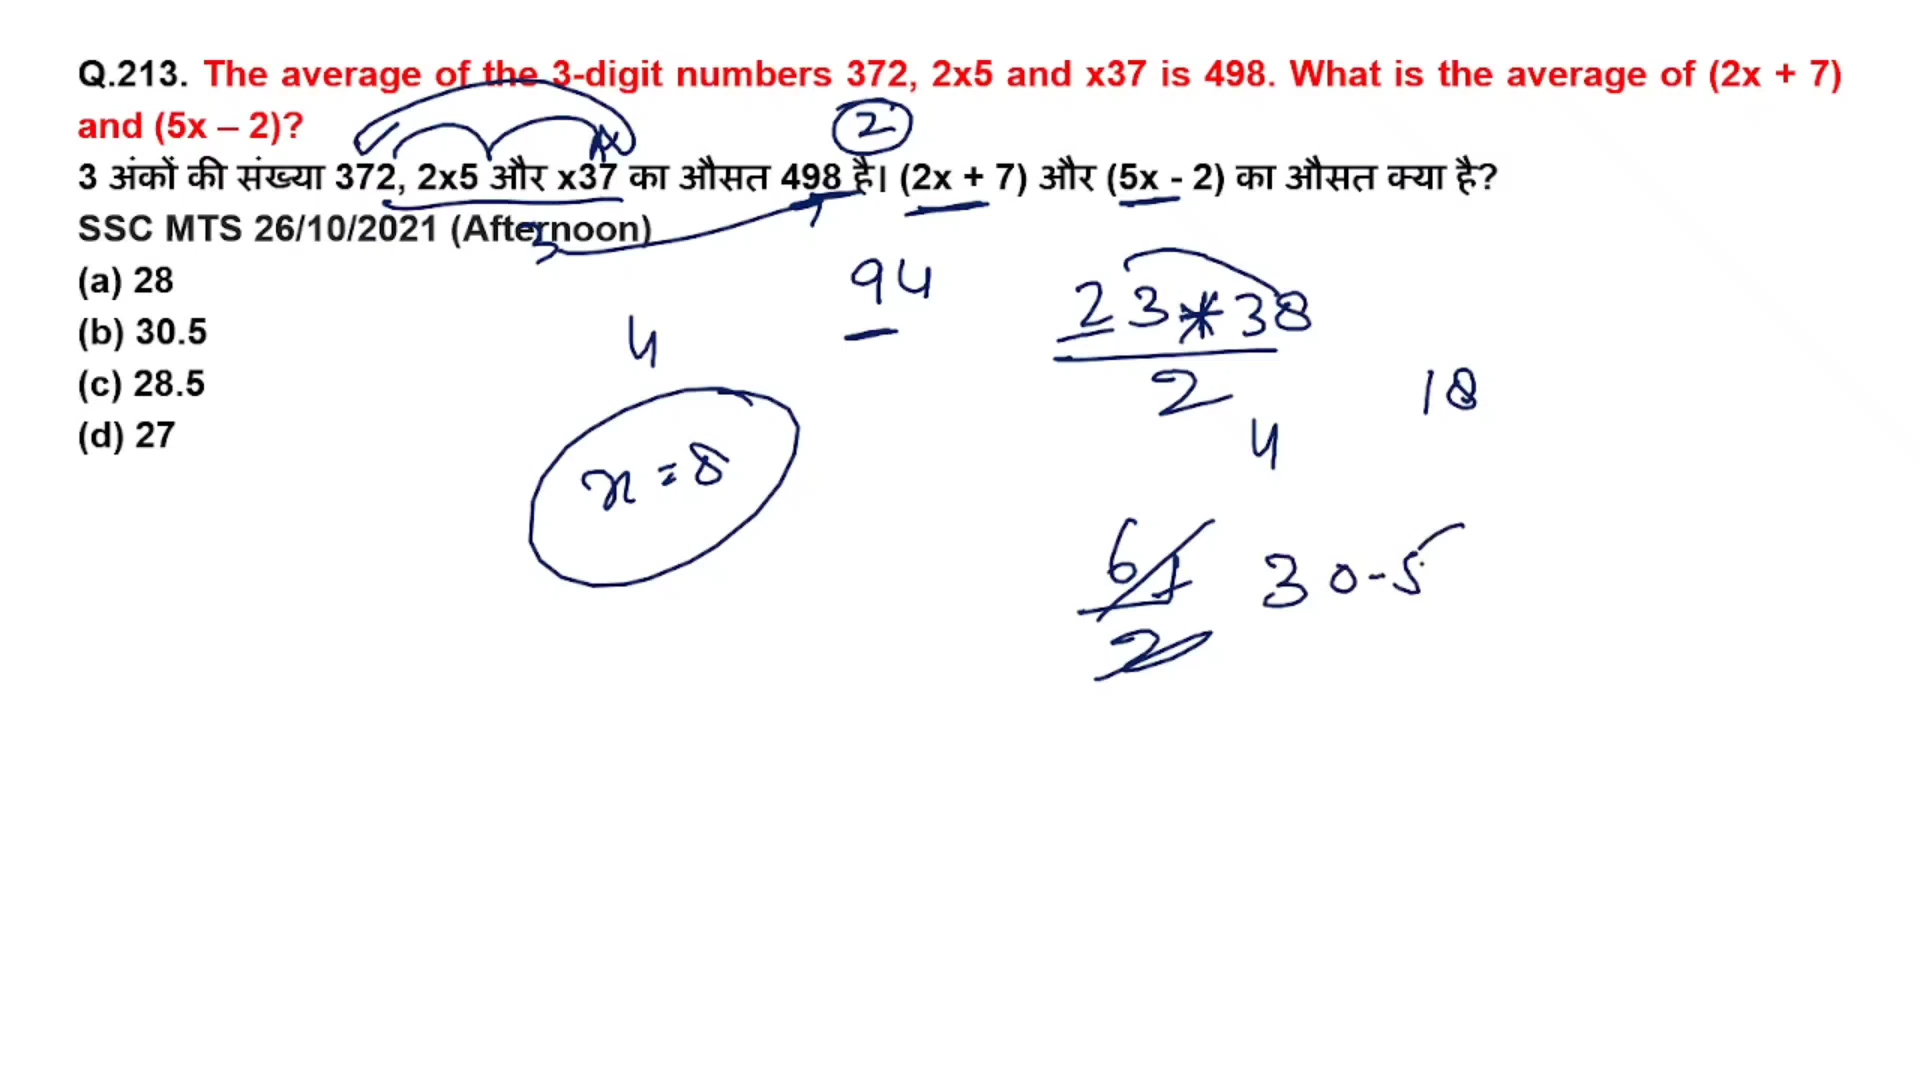 Q.213. The average of the 3-digit numbers 372, 2x5 and x37 is 498. What is the average of (2x + 7)
and (5x – 2)?
2
3 अंकों की संख्या 372, 2x5 और x37 का औसत 498 है। (2x + 7) और (5x - 2) का औसत क्या है?
SSC MTS 26/10/2021 (Afternoon)
3
(a) 28
94
23*38
(b) 30.5
4
2
18
(c) 28.5
4
(d) 27
x=8
61
30-5
2